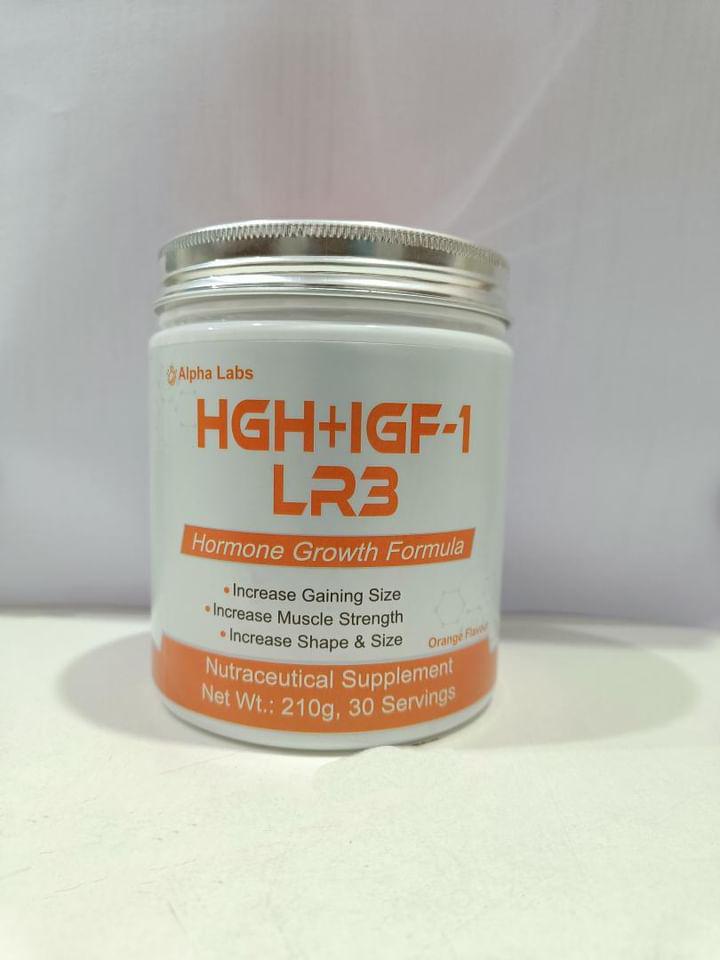 Alpha Labs
HGH+IGF-1
LR3
Hormone Growth Formula
•Increase Gaining Size
•Increase Muscle Strength
•Increase Shape & Size
Orange Flavour
Nutraceutical Supplement
Net Wt.: 210g, 30 Servings